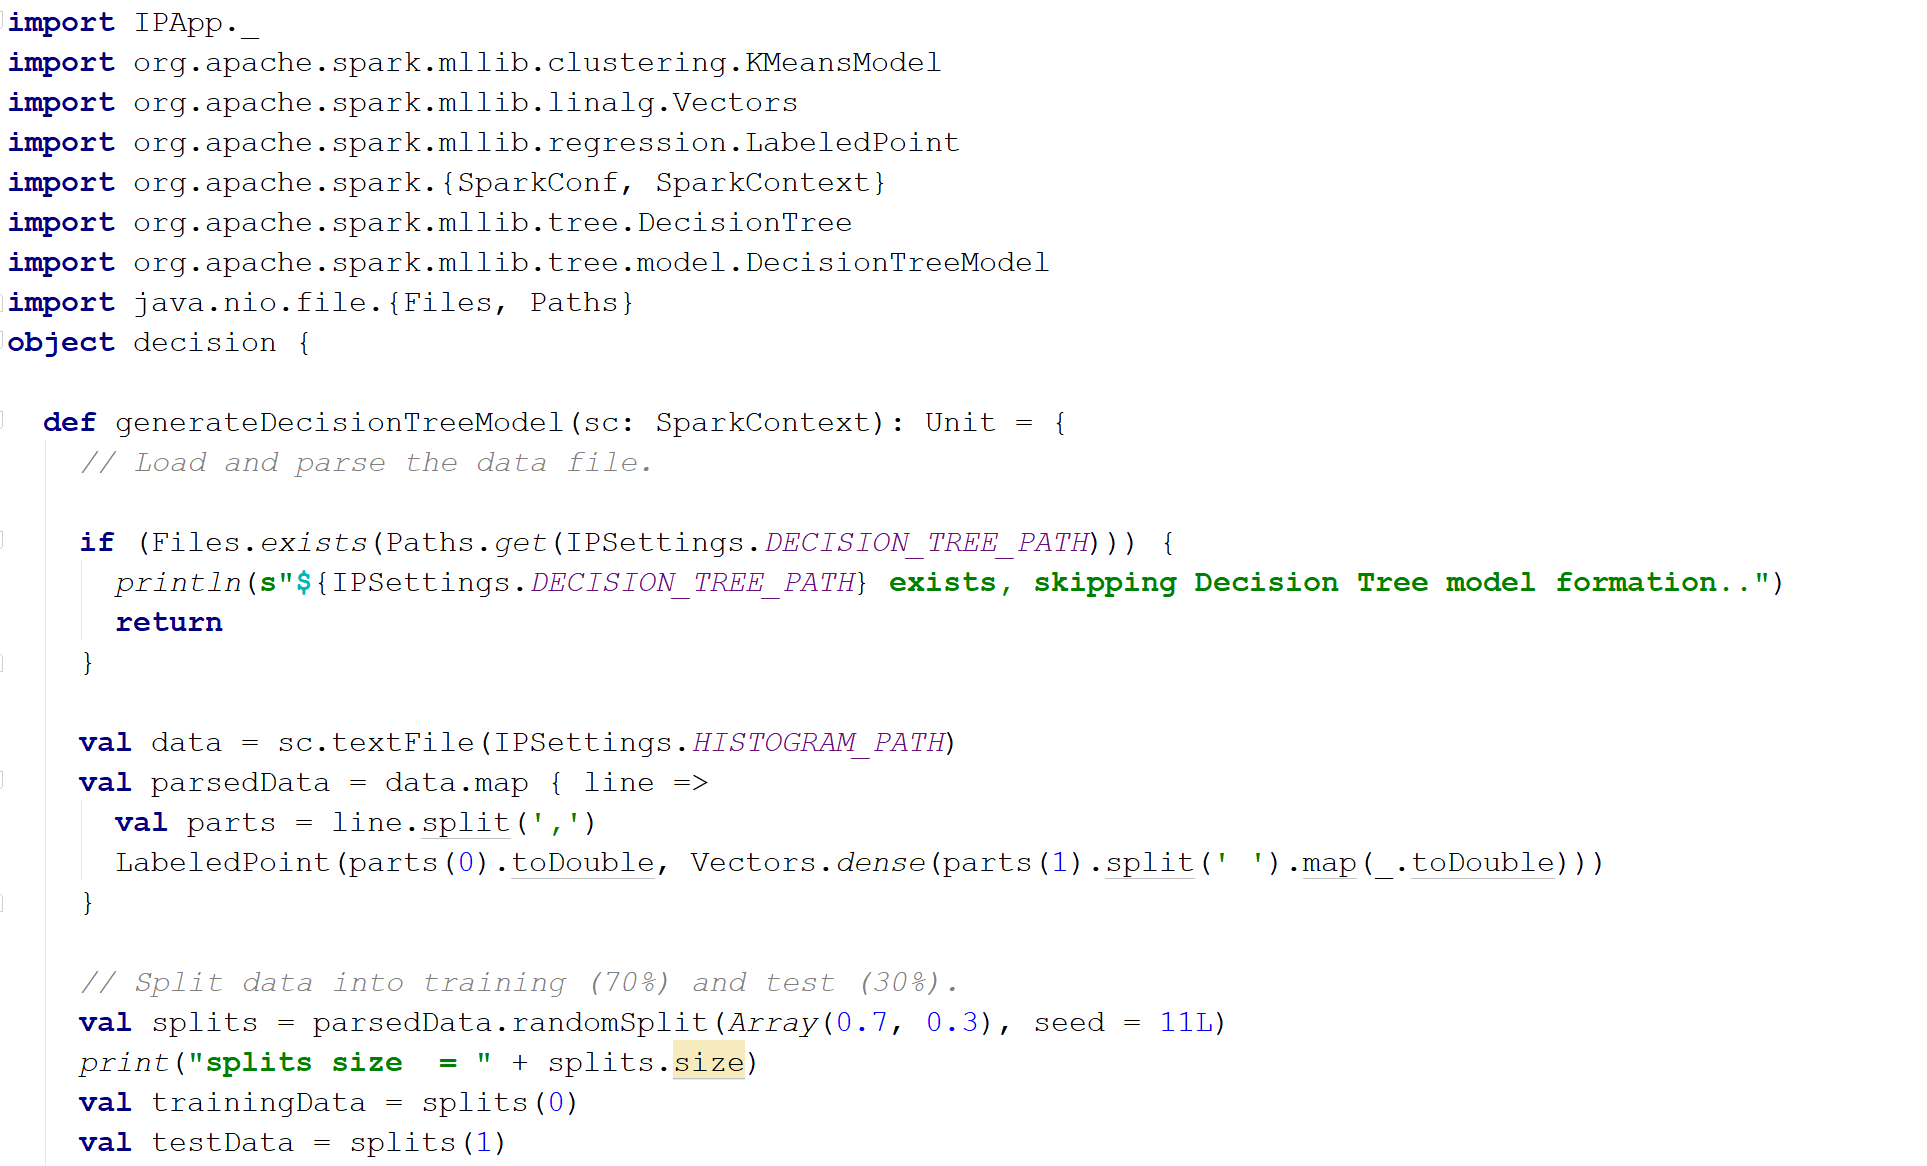 import IPApp._
import org.apache.spark.mllib.clustering.KMeansModel
import org.apache.spark.mllib.linalg.Vectors
import org.apache.spark.mllib.regression.LabeledPoint
import org.apache.spark.{SparkConf, SparkContext}
import org.apache.spark.mllib.tree.DecisionTree
import org.apache.spark.mllib.tree.model.DecisionTreeModel
import java.nio.file.{Files, Paths}
object decision {

  def generateDecisionTreeModel(sc: SparkContext): Unit = {
    // Load and parse the data file.

    if (Files.exists(Paths.get(IPSettings.DECISION_TREE_PATH))) {
      println(s"${IPSettings.DECISION_TREE_PATH} exists, skipping Decision Tree model formation..")
      return
    }

    val data = sc.textFile(IPSettings.HISTOGRAM_PATH)
    val parsedData = data.map { line =>
      val parts = line.split(',')
      LabeledPoint(parts(0).toDouble, Vectors.dense(parts(1).split(' ').map(_.toDouble)))
    }

    // Split data into training (70%) and test (30%).
    val splits = parsedData.randomSplit(Array(0.7, 0.3), seed = 11L)
    print("splits size  = " + splits.size)
    val trainingData = splits(0)
    val testData = splits(1)